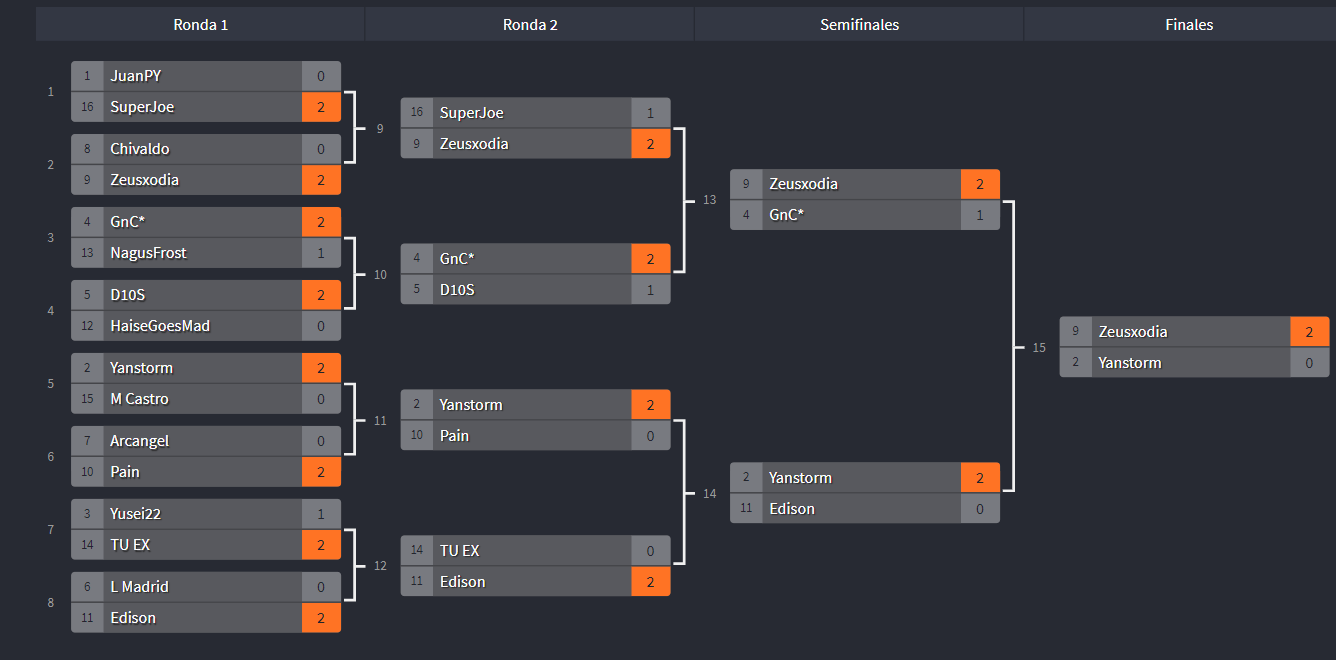 Ronda 1 Ronda 2 Semifinales Finales
1
1 JuanPY 0
16 SuperJoe 2
2
8 Chivaldo 0
9 Zeusxodia 2
3
4 GnC* 2
13 NagusFrost 1
4
5 D10S 2
12 HaiseGoesMad 0
5
2 Yanstorm 2
15 M Castro 0
6
7 Arcangel 0
10 Pain 2
7
3 Yusei22 1
14 TU EX 2
8
6 L Madrid 0
11 Edison 2
9
16 SuperJoe 1
9 Zeusxodia 2
10
4 GnC* 2
5 D10S 1
11
2 Yanstorm 2
10 Pain 0
12
14 TU EX 0
11 Edison 2
13
9 Zeusxodia 2
4 GnC* 1
14
2 Yanstorm 2
11 Edison 0
15
9 Zeusxodia 2
2 Yanstorm 0